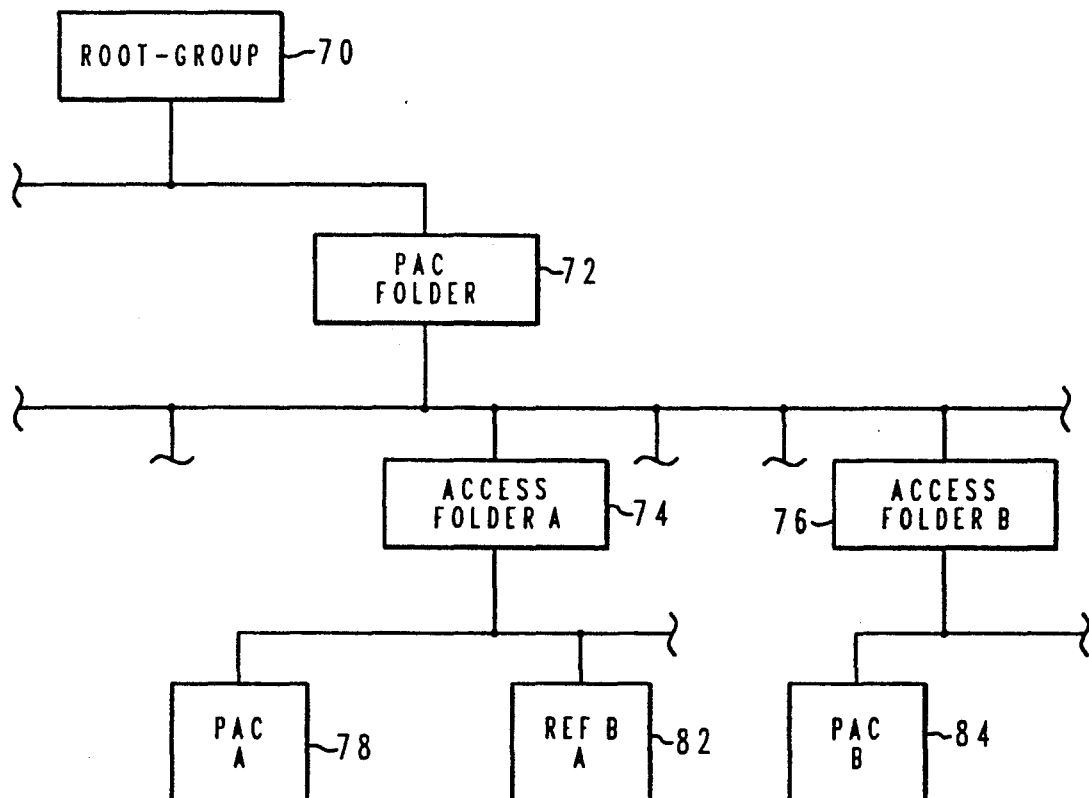 ROOT-GROUP
70
PAC
FOLDER
72
ACCESS
FOLDER A
74
76
ACCESS
FOLDER B
PAC
A
78
REF B
A
82
PAC
B
84